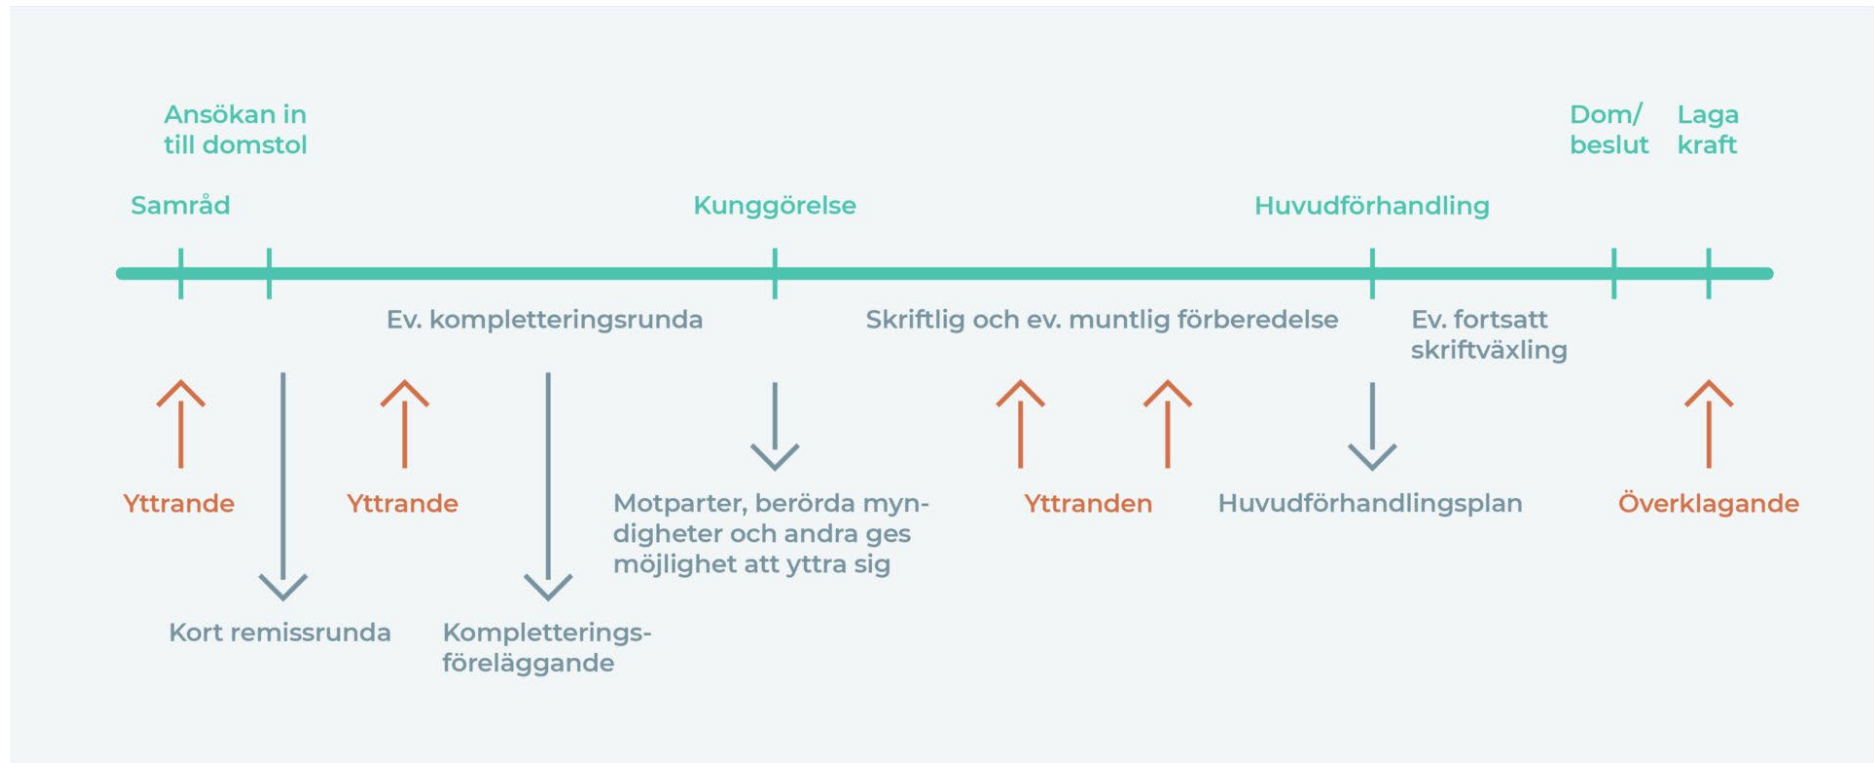 Ansökan in
till domstol
Dom/
beslut
Laga
kraft
Samråd
Kunggörelse
Huvudförhandling
Ev. kompletteringsrunda
Skriftlig och ev. muntlig förberedelse
Ev. fortsatt
skriftväxling
Yttrande
Yttrande
Motparter, berörda myn-
digheter och andra ges
möjlighet att yttra sig
Yttranden
Huvudförhandlingsplan
Överklagande
Kort remissrunda
Kompletterings-
föreläggande